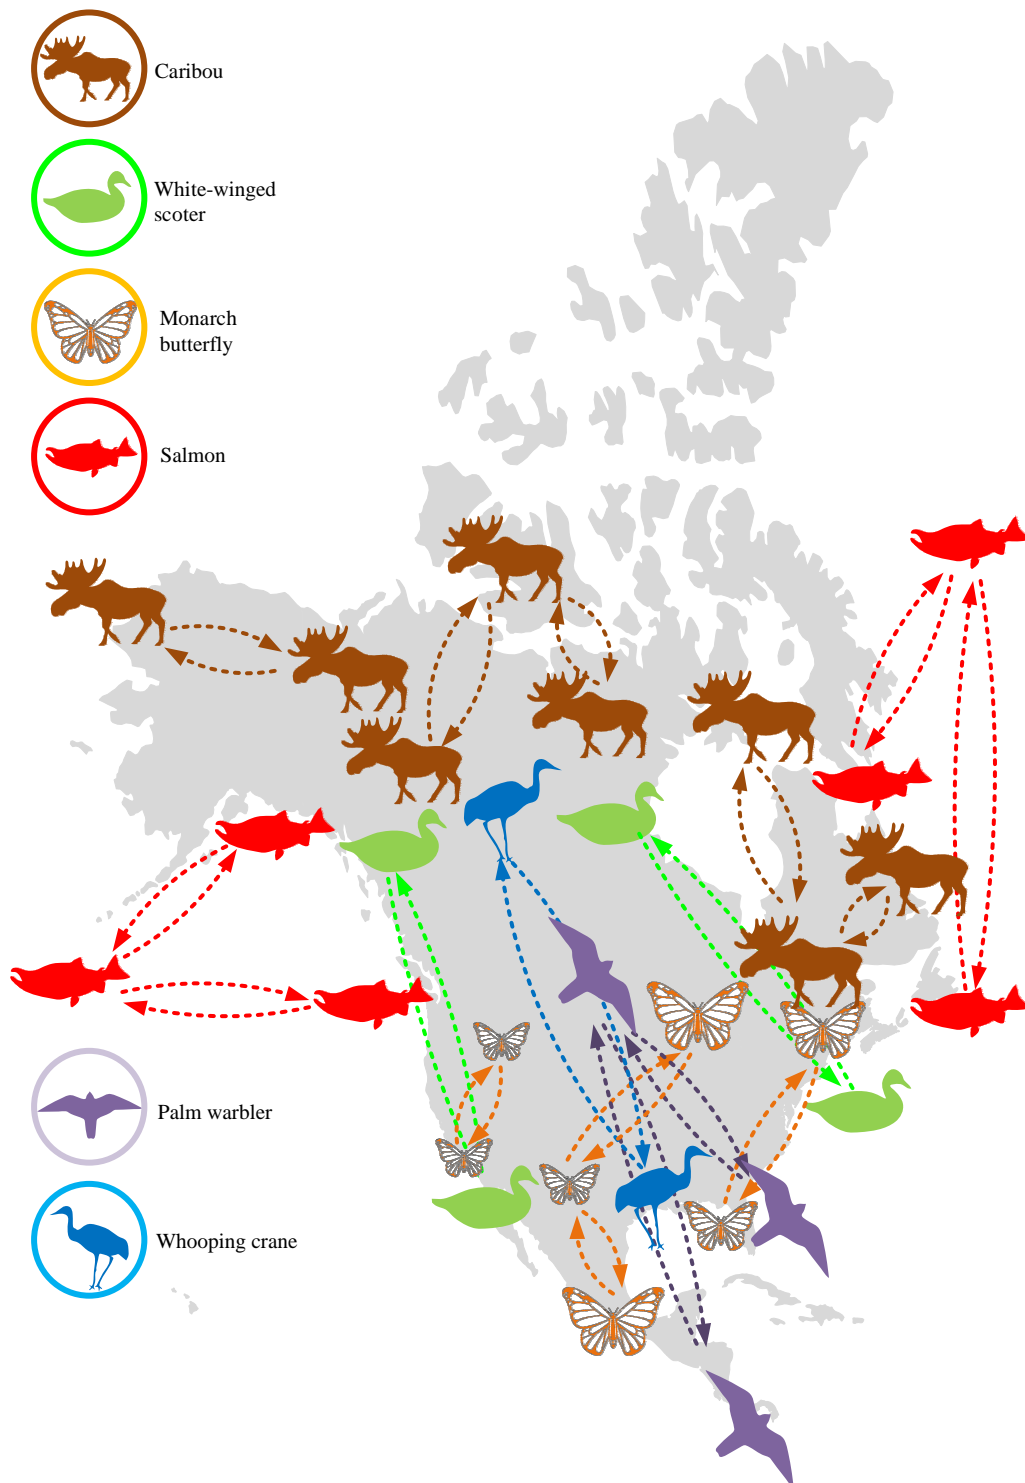 Caribou
White-winged
scoter
Monarch
butterfly
Salmon
Palm warbler
Whooping crane